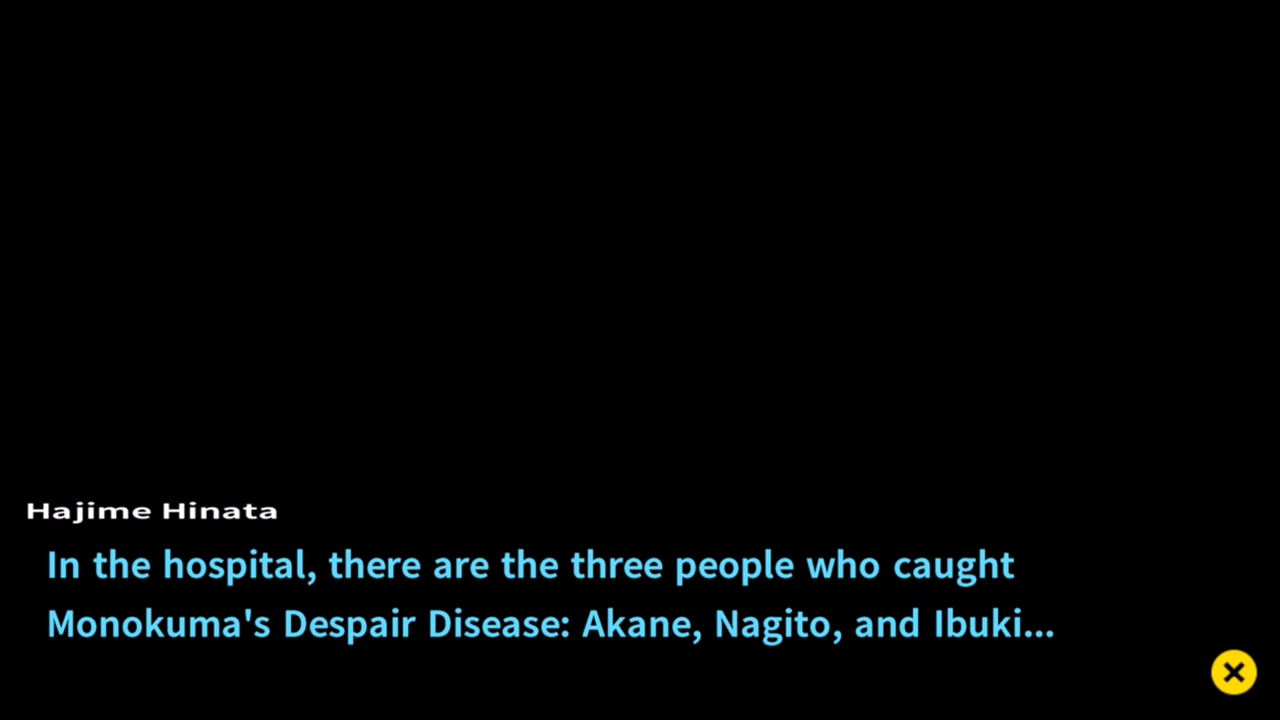 Hajime Hinata
In the hospital, there are the three people who caught
Monokuma's Despair Disease: Akane, Nagito, and Ibuki...